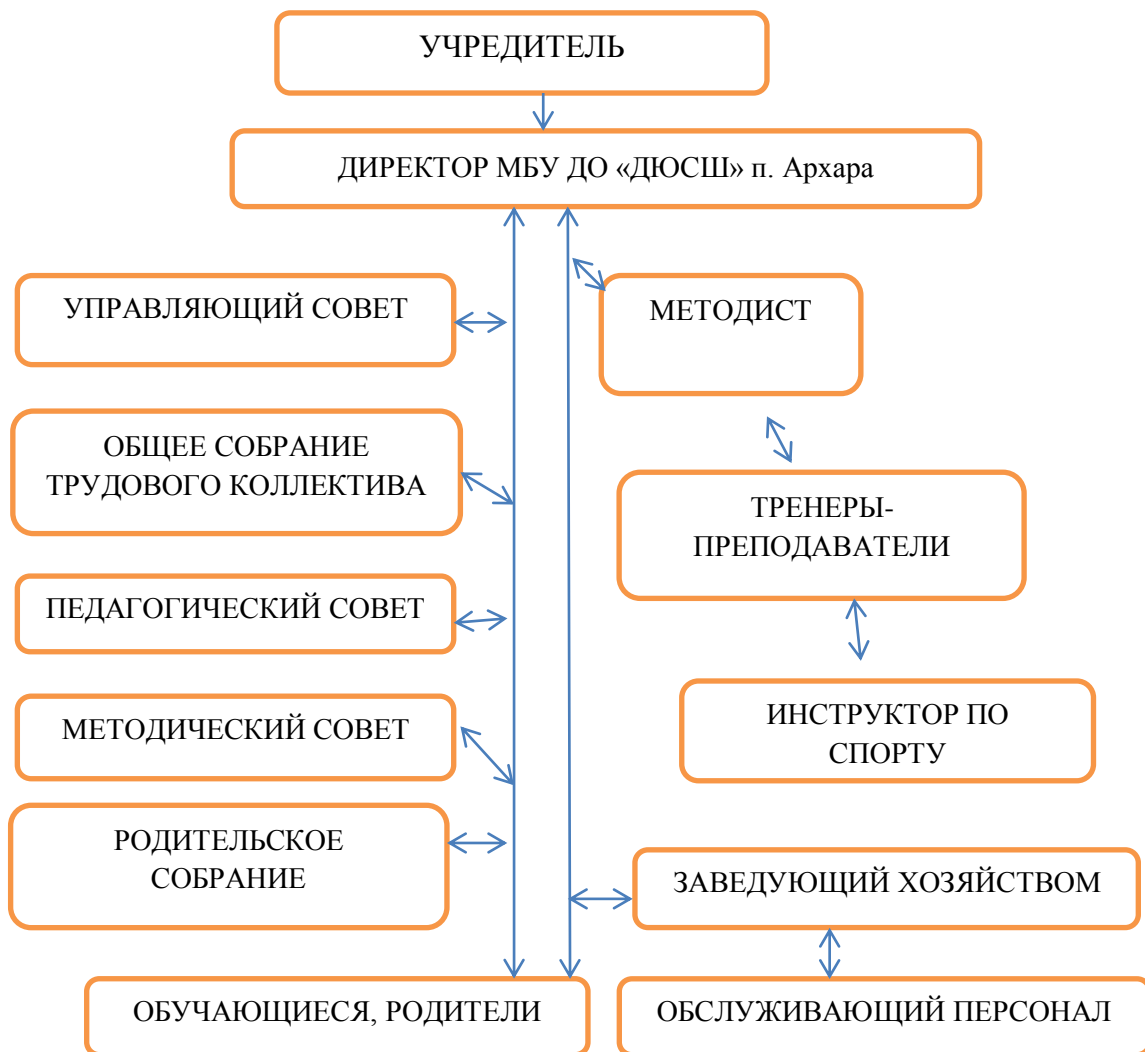 УЧРЕДИТЕЛЬ
ДИРЕКТОР МБУ ДО «ДЮСШ» п. Архара
УПРАВЛЯЮЩИЙ СОВЕТ
МЕТОДИСТ
ОБЩЕЕ СОБРАНИЕ
ТРУДОВОГО КОЛЛЕКТИВА
ТРЕНЕРЫ-
ПРЕПОДАВАТЕЛИ
ПЕДАГОГИЧЕСКИЙ СОВЕТ
МЕТОДИЧЕСКИЙ СОВЕТ
ИНСТРУКТОР ПО
СПОРТУ
РОДИТЕЛЬСКОЕ
СОБРАНИЕ
ЗАВЕДУЮЩИЙ ХОЗЯЙСТВОМ
ОБУЧАЮЩИЕСЯ, РОДИТЕЛИ
ОБСЛУЖИВАЮЩИЙ ПЕРСОНАЛ